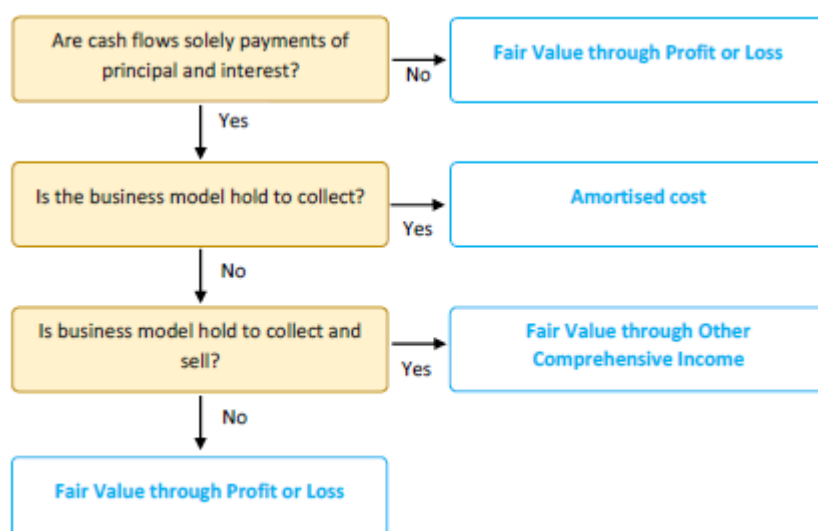 Are cash flows solely payments of
principal and interest?
No
Fair Value through Profit or Loss
Yes
Is the business model hold to collect?
Yes
Amortised cost
No
Is business model hold to collect and
sell?
Yes
Fair Value through Other
Comprehensive Income
No
Fair Value through Profit or Loss